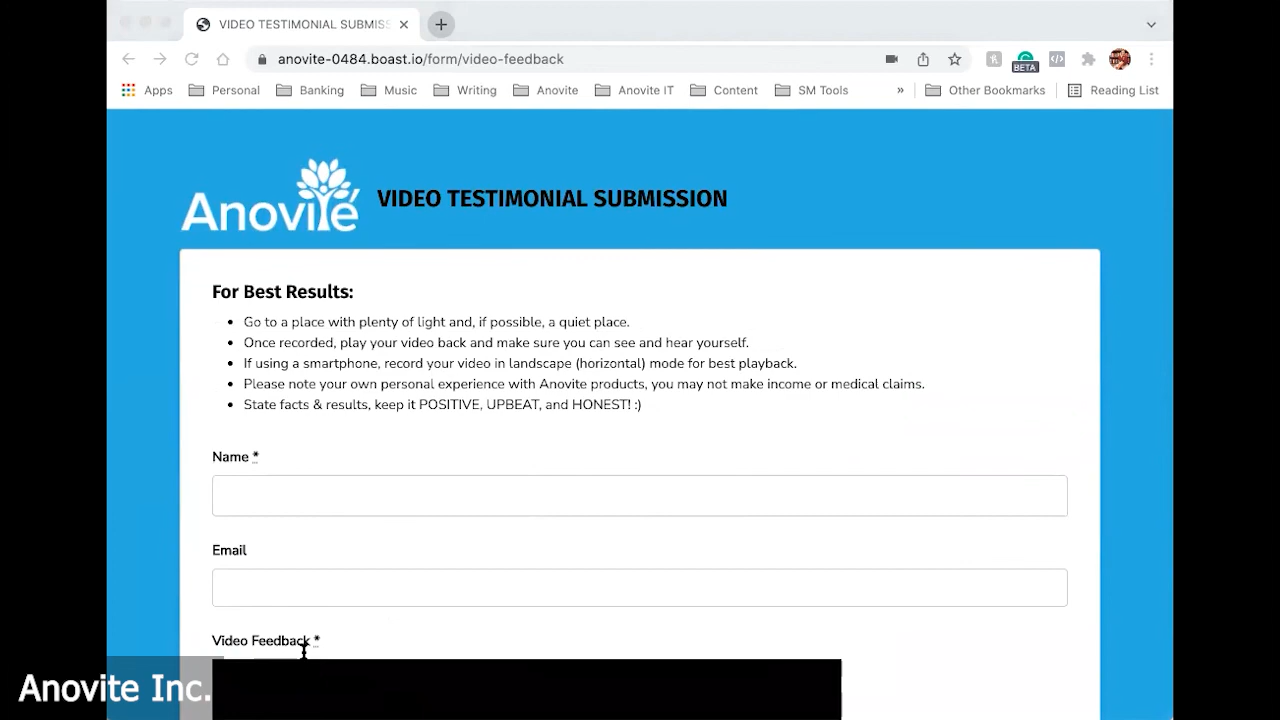 VIDEO TESTIMONIAL SUBMISS
anovite-0484.boast.io/form/video-feedback
BETA
Apps Personal Banking Music Writing Anovite Anovite IT Content SM Tools » Other Bookmarks Reading List
Anovite VIDEO TESTIMONIAL SUBMISSION
For Best Results:
• Go to a place with plenty of light and, if possible, a quiet place.
• Once recorded, play your video back and make sure you can see and hear yourself.
• If using a smartphone, record your video in landscape (horizontal) mode for best playback.
• Please note your own personal experience with Anovite products, you may not make income or medical claims.
• State facts & results, keep it POSITIVE, UPBEAT, and HONEST! :)
Name *
Email
Video Feedback *
Anovite Inc.